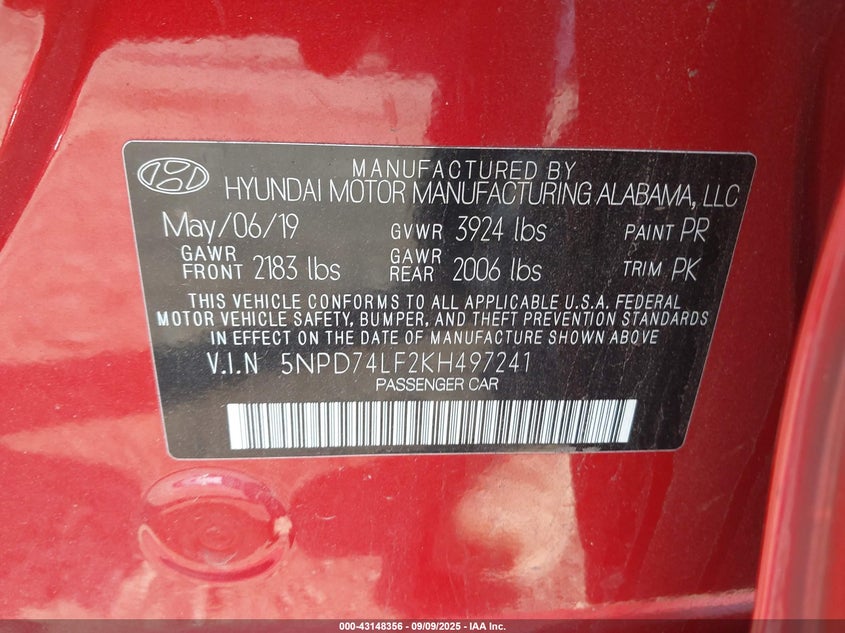 MANUFACTURED BY
HYUNDAI MOTOR MANUFACTURING ALABAMA, LLC
May/06/19 GVWR 3924 lbs PAINT PR
GAWR FRONT 2183 lbs GAWR REAR 2006 lbs TRIM PK
THIS VEHICLE CONFORMS TO ALL APPLICABLE U.S.A. FEDERAL
MOTOR VEHICLE SAFETY, BUMPER, AND THEFT PREVENTION STANDARDS
IN EFFECT ON THE DATE OF MANUFACTURE SHOWN ABOVE
V.I.N 5NPD74LF2KH497241
PASSENGER CAR
000-43148356 - 09/09/2025 - IAA Inc.